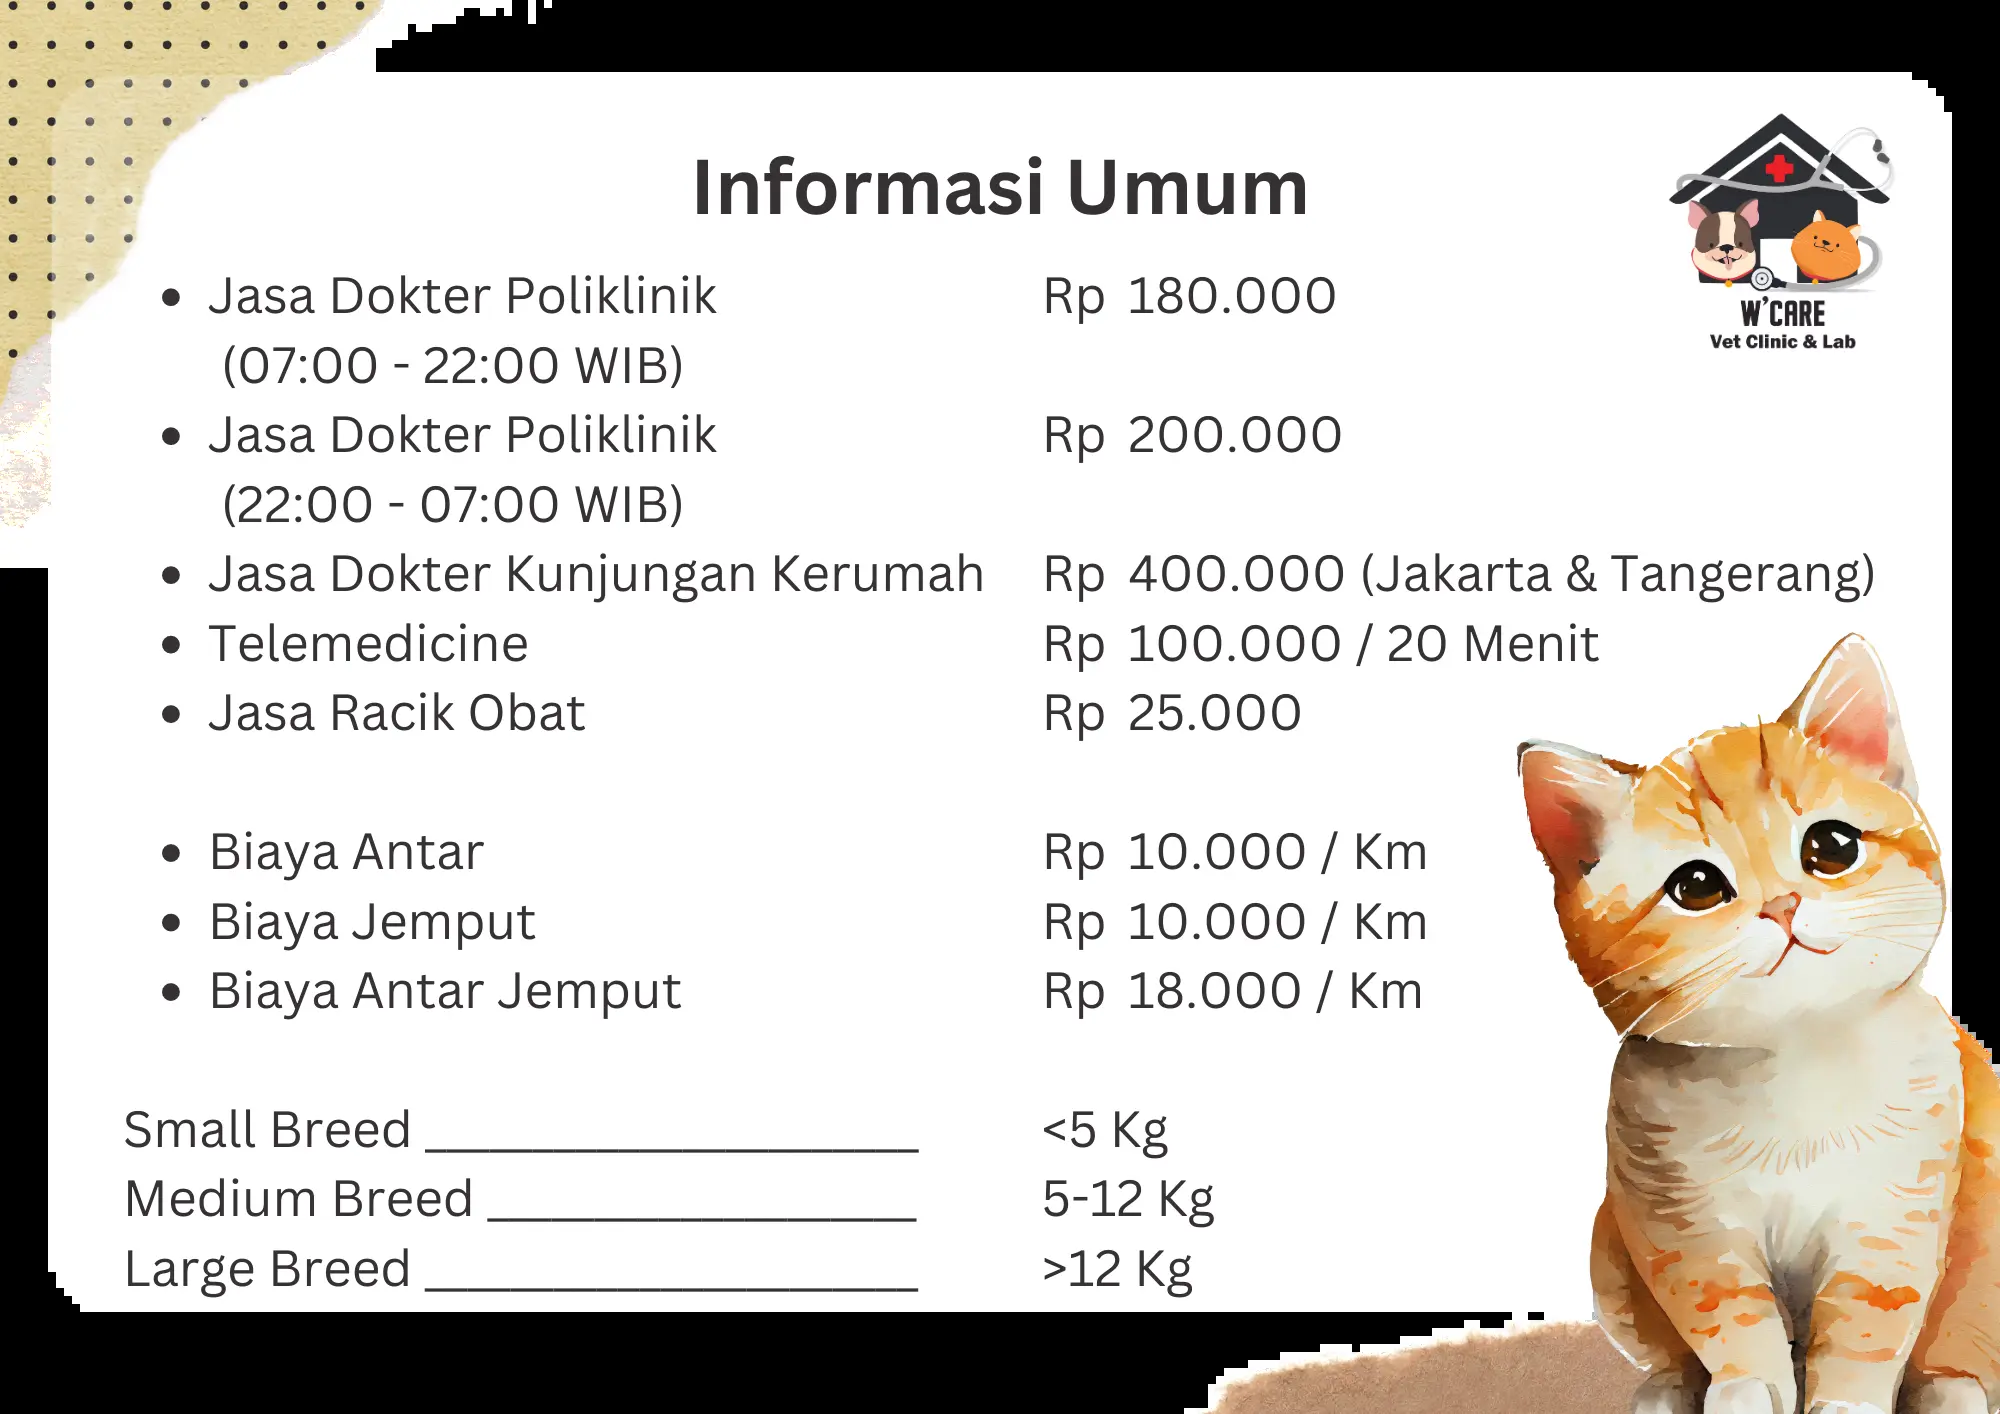 Informasi Umum
W'CARE
Vet Clinic & Lab
• Jasa Dokter Poliklinik Rp 180.000
(07:00 - 22:00 WIB)
• Jasa Dokter Poliklinik Rp 200.000
(22:00 - 07:00 WIB)
• Jasa Dokter Kunjungan Kerumah Rp 400.000 (Jakarta & Tangerang)
• Telemedicine Rp 100.000 / 20 Menit
• Jasa Racik Obat Rp 25.000
• Biaya Antar Rp 10.000 / Km
• Biaya Jemput Rp 10.000 / Km
• Biaya Antar Jemput Rp 18.000 / Km
Small Breed ____________________ <5 Kg
Medium Breed __________________ 5-12 Kg
Large Breed ____________________ >12 Kg